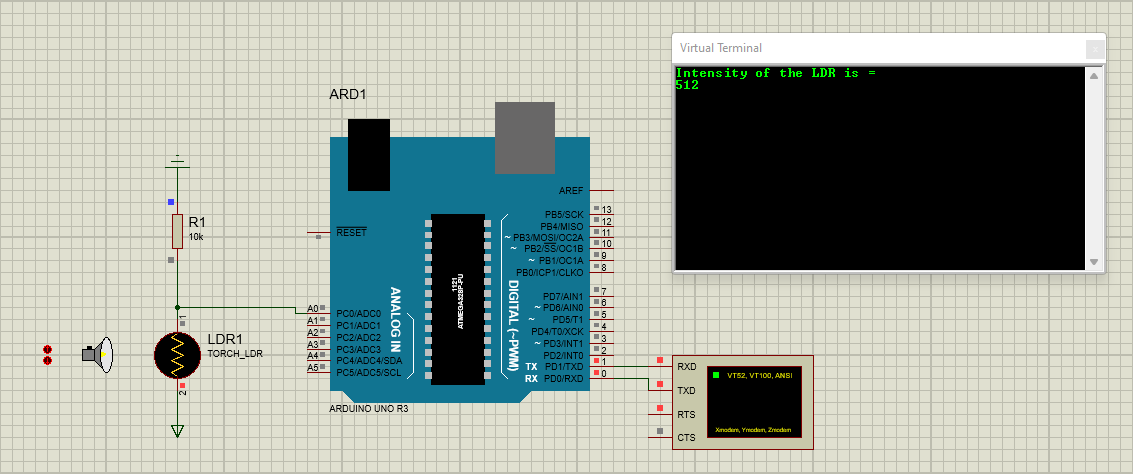 Virtual Terminal
Intensity of the LDR is =
512
ARD1
R1
10k
LDR1
TORCH_LDR
1
2
RESET
AREF
PB5/SCK 13
PB4/MISO 12
~ PB3/MOSI/OC2A 11
~ PB2/SS/OC1B 10
~ PB1/OC1A 9
PB0/ICP1/CLKO 8
1121
ATMEGA328P-PU
ANALOG IN
DIGITAL (~PWM)
PD7/AIN1 7
~ PD6/AIN0 6
~ PD5/T1 5
PD4/T0/XCK 4
~ PD3/INT1 3
PD2/INT0 2
TX PD1/TXD 1
RX PD0/RXD 0
A0 PC0/ADC0
A1 PC1/ADC1
A2 PC2/ADC2
A3 PC3/ADC3
A4 PC4/ADC4/SDA
A5 PC5/ADC5/SCL
ARDUINO UNO R3
RXD
TXD
RTS
CTS
VT52, VT100, ANSI
Xmodem, Ymodem, Zmodem